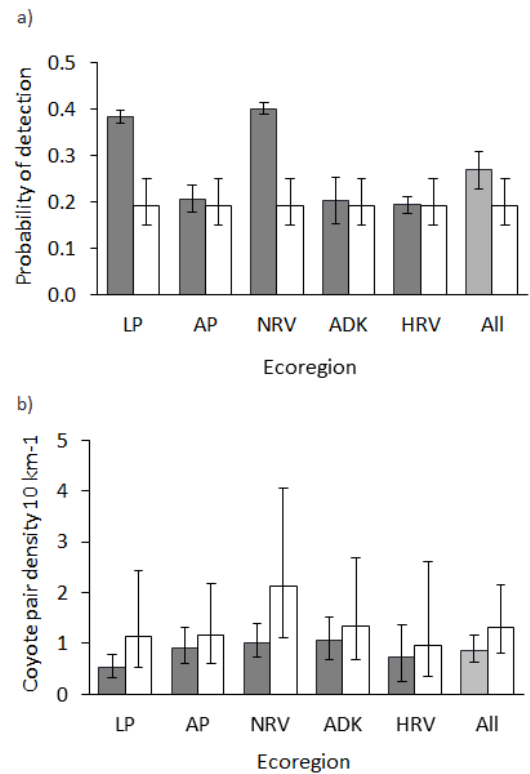 a)
Probability of detection
0.5
0.4
0.3
0.2
0.1
0.0
LP AP NRV ADK HRV All
Ecoregion
b)
Coyote pair density 10 km-1
5
4
3
2
1
0
LP AP NRV ADK HRV All
Ecoregion